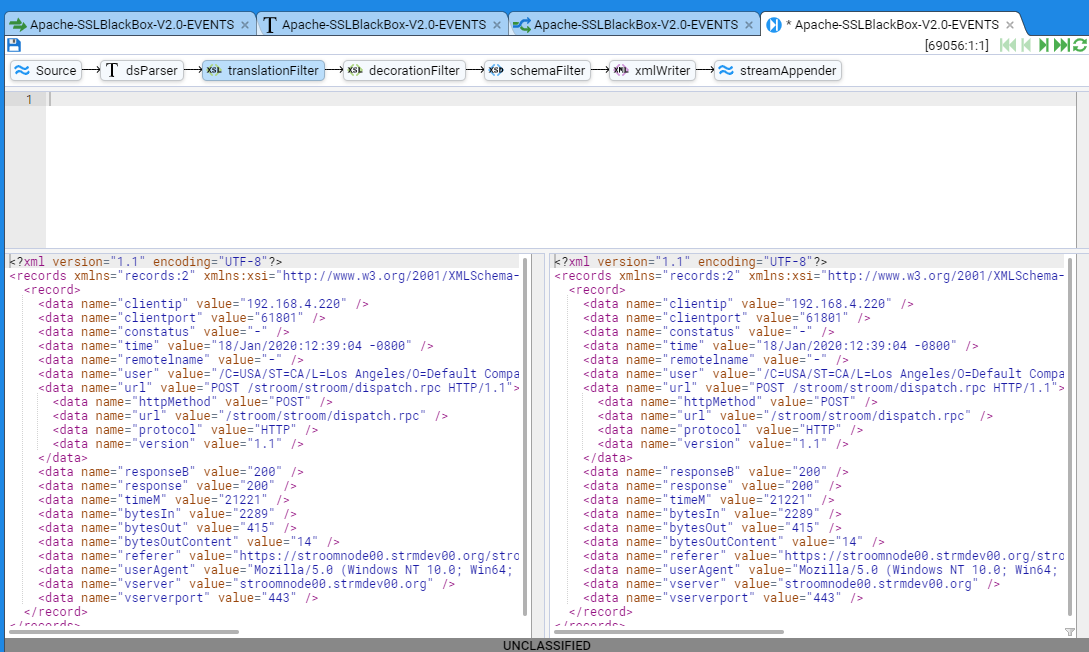 Apache-SSLBlackBox-V2.0-EVENTS × T Apache-SSLBlackBox-V2.0-EVENTS × Apache-SSLBlackBox-V2.0-EVENTS × * Apache-SSLBlackBox-V2.0-EVENTS ×
[69056:1:1]
Source T dsParser XSL translationFilter XSL decorationFilter XSD schemaFilter XML xmlWriter streamAppender
1
<?xml version="1.1" encoding="UTF-8"?>
<records xmlns="records:2" xmlns:xsi="http://www.w3.org/2001/XMLSchema-
<record>
<data name="clientip" value="192.168.4.220" />
<data name="clientport" value="61801" />
<data name="constatus" value="-" />
<data name="time" value="18/Jan/2020:12:39:04 -0800" />
<data name="remotelname" value="-" />
<data name="user" value="/C=USA/ST=CA/L=Los Angeles/O=Default Compa
<data name="url" value="POST /stroom/stroom/dispatch.rpc HTTP/1.1">
<data name="httpMethod" value="POST" />
<data name="url" value="/stroom/stroom/dispatch.rpc" />
<data name="protocol" value="HTTP" />
<data name="version" value="1.1" />
</data>
<data name="responseB" value="200" />
<data name="response" value="200" />
<data name="timeM" value="21221" />
<data name="bytesIn" value="2289" />
<data name="bytesOut" value="415" />
<data name="bytesOutContent" value="14" />
<data name="referer" value="https://stroomnode00.strmdev00.org/stro
<data name="userAgent" value="Mozilla/5.0 (Windows NT 10.0; Win64;
<data name="vserver" value="stroomnode00.strmdev00.org" />
<data name="vserverport" value="443" />
</record>
</records>
<?xml version="1.1" encoding="UTF-8"?>
<records xmlns="records:2" xmlns:xsi="http://www.w3.org/2001/XMLSchema-
<record>
<data name="clientip" value="192.168.4.220" />
<data name="clientport" value="61801" />
<data name="constatus" value="-" />
<data name="time" value="18/Jan/2020:12:39:04 -0800" />
<data name="remotelname" value="-" />
<data name="user" value="/C=USA/ST=CA/L=Los Angeles/O=Default Compa
<data name="url" value="POST /stroom/stroom/dispatch.rpc HTTP/1.1">
<data name="httpMethod" value="POST" />
<data name="url" value="/stroom/stroom/dispatch.rpc" />
<data name="protocol" value="HTTP" />
<data name="version" value="1.1" />
</data>
<data name="responseB" value="200" />
<data name="response" value="200" />
<data name="timeM" value="21221" />
<data name="bytesIn" value="2289" />
<data name="bytesOut" value="415" />
<data name="bytesOutContent" value="14" />
<data name="referer" value="https://stroomnode00.strmdev00.org/stro
<data name="userAgent" value="Mozilla/5.0 (Windows NT 10.0; Win64;
<data name="vserver" value="stroomnode00.strmdev00.org" />
<data name="vserverport" value="443" />
</record>
</records>
UNCLASSIFIED